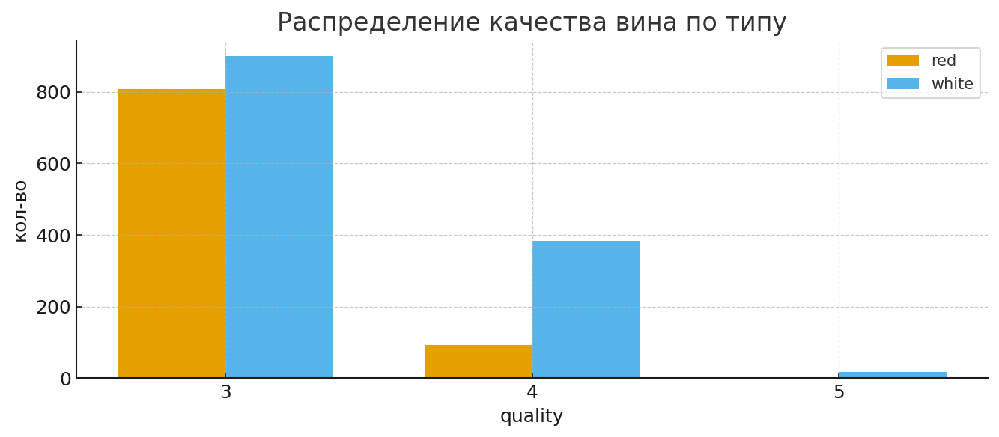 Распределение качества вина по типу
red
white
800
600
400
200
0
кол-во
3
4
5
quality